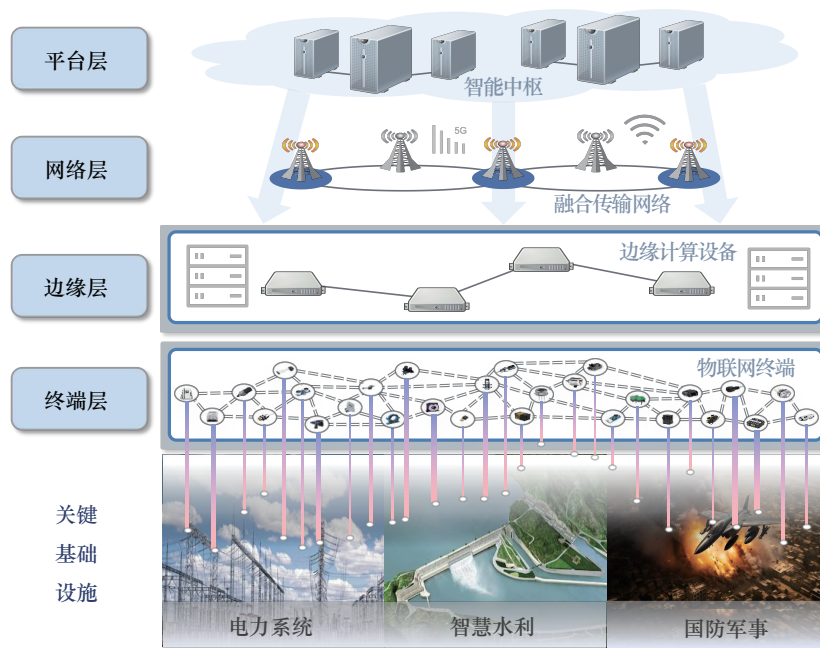 平台层
智能中枢
网络层
5G
融合传输网络
边缘层
边缘计算设备
终端层
物联网终端
关键
基础
设施
电力系统
智慧水利
国防军事